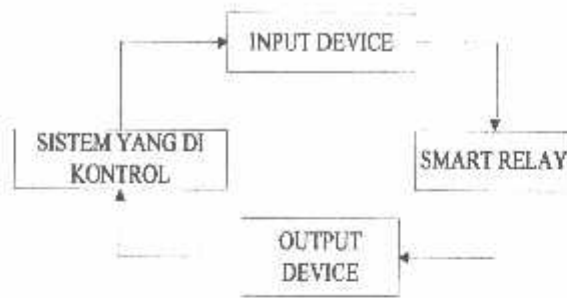 INPUT DEVICE
SISTEM YANG DI
KONTROL
SMART RELAY
OUTPUT
DEVICE